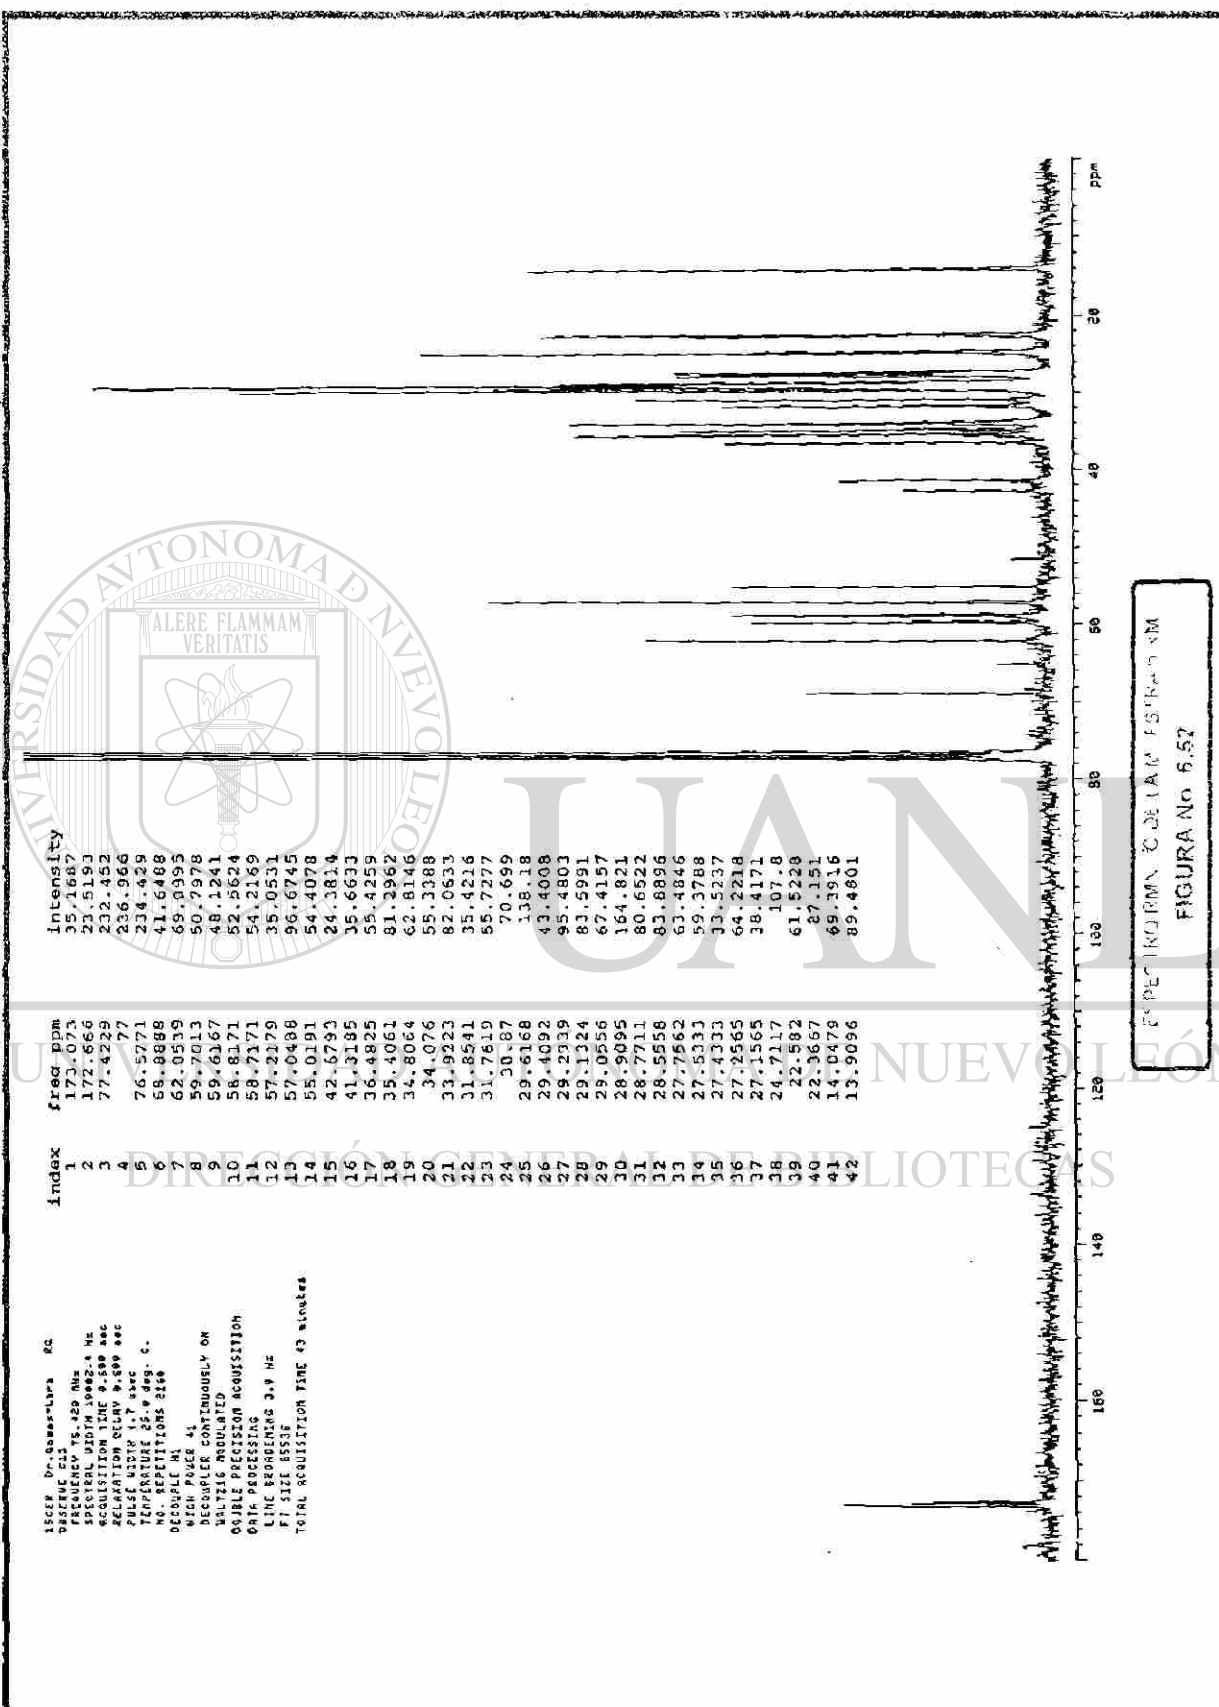 13CER Dr.Gamas-Lara RG
OBSERVE C13
FREQUENCY 75.429 MHz
SPECTRAL WIDTH 19002.4 Hz
ACQUISITION TIME 0.500 sec
RELAXATION DELAY 0.500 sec
PULSE WIDTH 1.7 usec
TEMPERATURE 25.0 deg. C.
NO. REPETITIONS 2160
DECOUPLE H1
HIGH POWER 41
DECOUPLER CONTINUOUSLY ON
WALTZ16 MODULATED
DOUBLE PRECISION ACQUISITION
DATA PROCESSING
LINE BROADENING 3.0 Hz
FT SIZE 65536
TOTAL ACQUISITION TIME 43 minutes
index freq ppm intensity
1 173.073 35.1687
2 172.666 23.5193
3 77.4229 232.452
4 77 236.966
5 76.5771 234.429
6 68.8888 41.6488
7 62.0539 69.0995
8 59.7013 50.7978
9 59.6167 48.1241
10 58.8171 52.5624
11 58.7171 54.2169
12 57.2179 35.0531
13 57.0488 96.6745
14 55.0191 54.4078
15 42.6793 24.3814
16 41.3185 35.6633
17 36.4825 55.4259
18 35.4061 81.2962
19 34.8064 62.8146
20 34.076 55.3388
21 33.9223 82.0633
22 31.8541 35.4216
23 31.7619 55.7277
24 30.87 70.699
25 29.6168 138.18
26 29.4092 43.4008
27 29.2939 95.4803
28 29.1324 83.5991
29 29.0556 67.4157
30 28.9095 164.821
31 28.7711 80.6522
32 28.5558 83.8896
33 27.7562 63.4846
34 27.5333 59.3788
35 27.4333 33.5237
36 27.2565 64.2218
37 27.1565 38.4171
38 24.7117 107.8
39 22.582 61.5228
40 22.3667 87.151
41 14.0479 69.3916
42 13.9096 89.4801
160 140 120 100 80 60 40 20 ppm
FIGURA No 6.52
UNIVERSIDAD AVTONOMA D NVEVO LEON
ALERE FLAMMAM
VERITATIS
UANL
UNIVERSIDAD AUTÓNOMA DE NUEVO LEÓN
DIRECCIÓN GENERAL DE BIBLIOTECAS